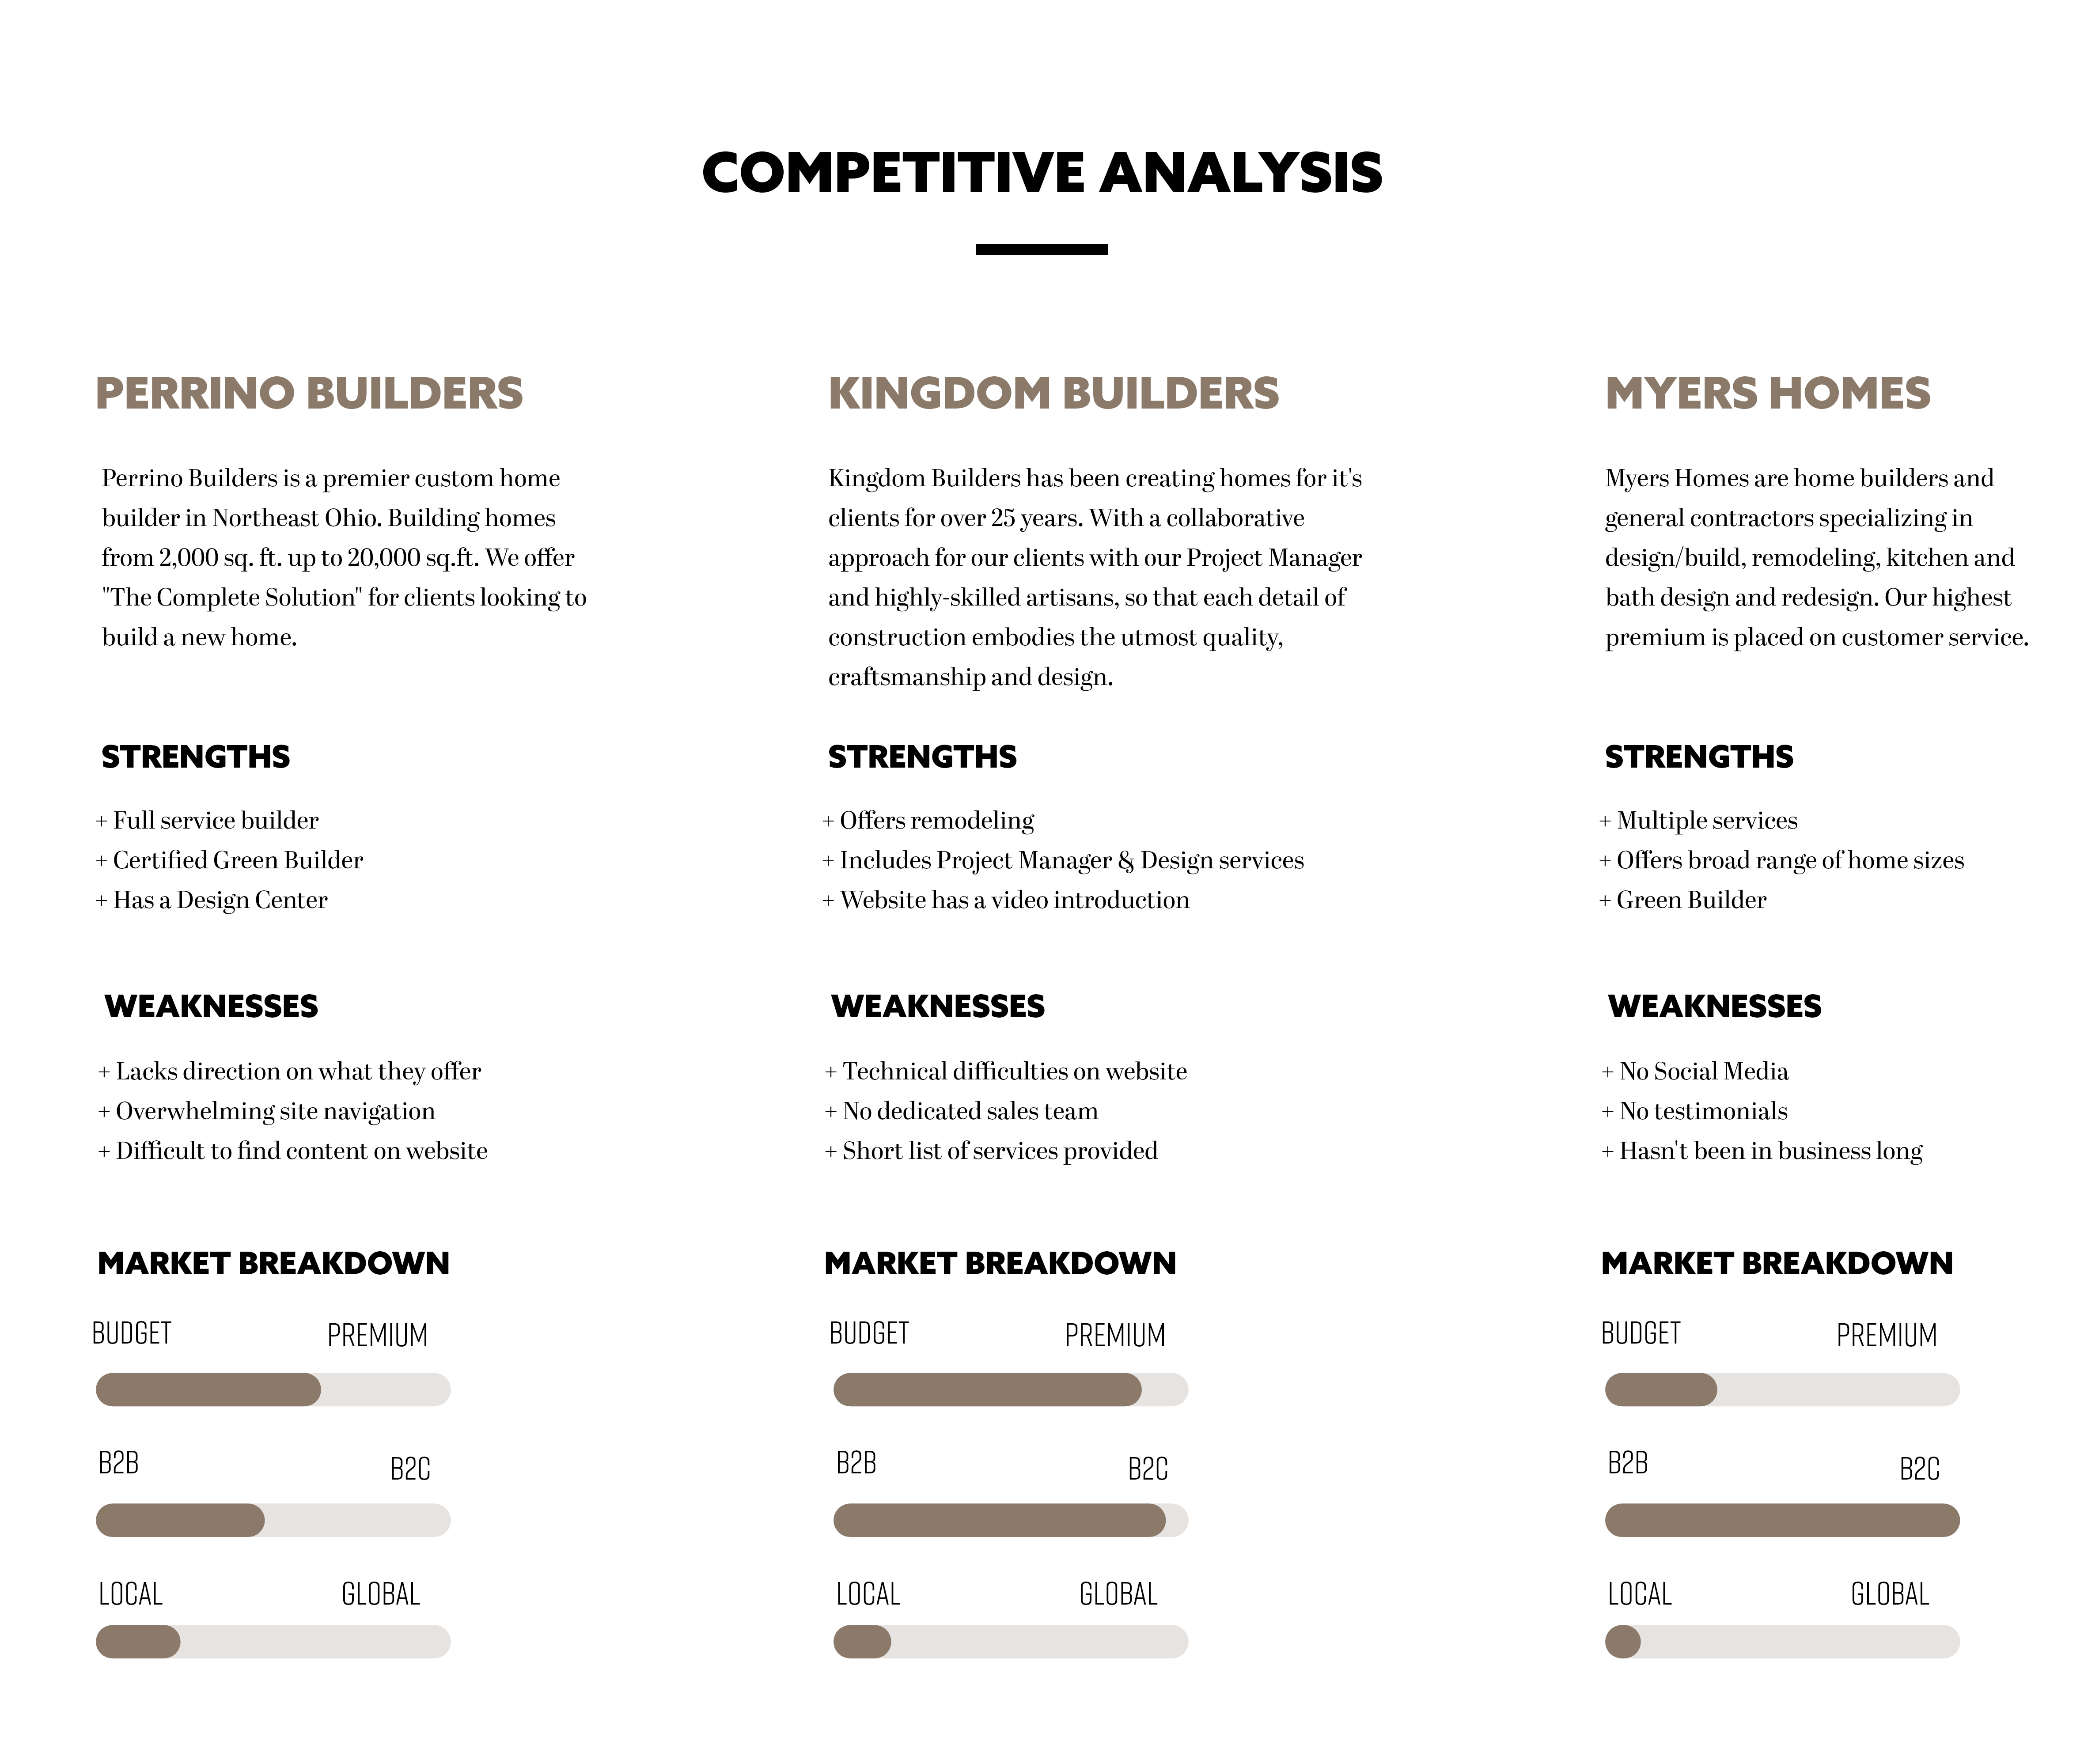 COMPETITIVE ANALYSIS
PERRINO BUILDERS
Perrino Builders is a premier custom home
builder in Northeast Ohio. Building homes
from 2,000 sq. ft. up to 20,000 sq.ft. We offer
"The Complete Solution" for clients looking to
build a new home.
STRENGTHS
+ Full service builder
+ Certified Green Builder
+ Has a Design Center
WEAKNESSES
+ Lacks direction on what they offer
+ Overwhelming site navigation
+ Difficult to find content on website
MARKET BREAKDOWN
BUDGET PREMIUM
B2B B2C
LOCAL GLOBAL
KINGDOM BUILDERS
Kingdom Builders has been creating homes for it's
clients for over 25 years. With a collaborative
approach for our clients with our Project Manager
and highly-skilled artisans, so that each detail of
construction embodies the utmost quality,
craftsmanship and design.
STRENGTHS
+ Offers remodeling
+ Includes Project Manager & Design services
+ Website has a video introduction
WEAKNESSES
+ Technical difficulties on website
+ No dedicated sales team
+ Short list of services provided
MARKET BREAKDOWN
BUDGET PREMIUM
B2B B2C
LOCAL GLOBAL
MYERS HOMES
Myers Homes are home builders and
general contractors specializing in
design/build, remodeling, kitchen and
bath design and redesign. Our highest
premium is placed on customer service.
STRENGTHS
+ Multiple services
+ Offers broad range of home sizes
+ Green Builder
WEAKNESSES
+ No Social Media
+ No testimonials
+ Hasn't been in business long
MARKET BREAKDOWN
BUDGET PREMIUM
B2B B2C
LOCAL GLOBAL